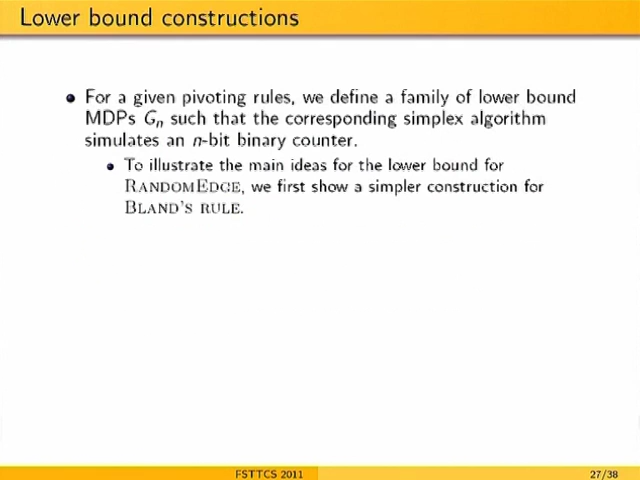 Lower bound constructions
For a given pivoting rules, we define a family of lower bound
MDPs Gn such that the corresponding simplex algorithm
simulates an n-bit binary counter.
To illustrate the main ideas for the lower bound for
RANDOMEDGE, we first show a simpler construction for
BLAND'S RULE.
FSTTCS 2011
27/38